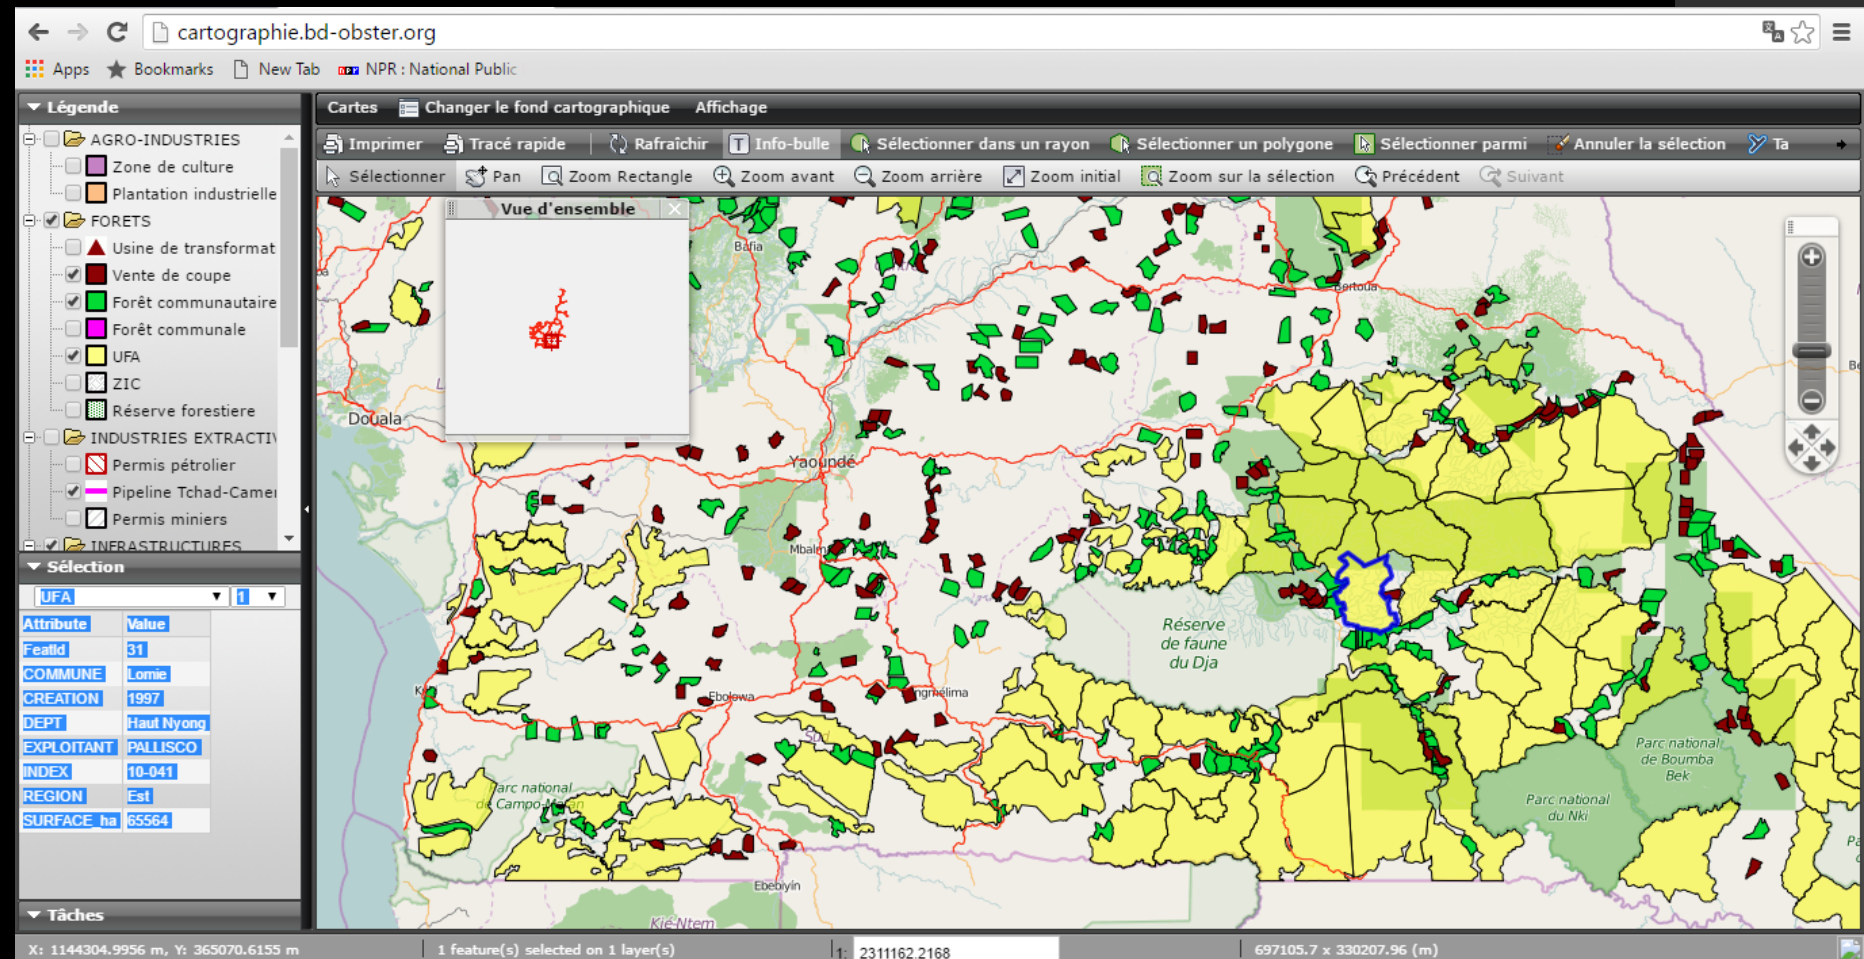 cartographie.bd-obster.org
Apps Bookmarks New Tab npr NPR : National Public
Légende
AGRO-INDUSTRIES
Zone de culture
Plantation industrielle
FORETS
Usine de transformat
Vente de coupe
Forêt communautaire
Forêt communale
UFA
ZIC
Réserve forestiere
INDUSTRIES EXTRACTIV
Permis pétrolier
Pipeline Tchad-Camer
Permis miniers
INFRASTRUCTURES
Sélection
UFA 1
Attribute Value
FeatId 31
COMMUNE Lomie
CREATION 1997
DEPT Haut Nyong
EXPLOITANT PALLISCO
INDEX 10-041
REGION Est
SURFACE_ha 65564
Tâches
Cartes Changer le fond cartographique Affichage
Imprimer Tracé rapide Rafraîchir T Info-bulle Sélectionner dans un rayon Sélectionner un polygone Sélectionner parmi Annuler la sélection Ta
Sélectionner Pan Zoom Rectangle Zoom avant Zoom arrière Zoom initial Zoom sur la sélection Précédent Suivant
Vue d'ensemble
Bafia
Bertoua
Douala
Yaoundé
Réserve
de faune
du Dja
Ebolowa
Sud
Parc national
de Campo-Ma'an
Parc national
de Boumba
Bek
Parc national
du Nki
Ebebiyin
Kié-Ntem
X: 1144304.9956 m, Y: 365070.6155 m 1 feature(s) selected on 1 layer(s) 1: 2311162.2168 697105.7 x 330207.96 (m)